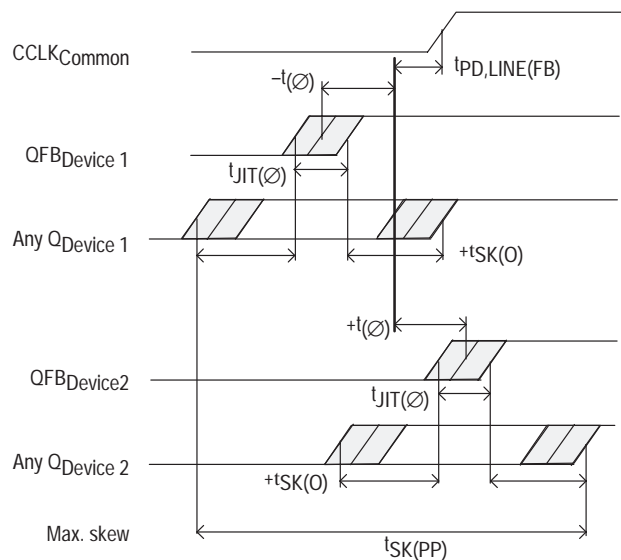 CCLKCommon
tPD,LINE(FB)
–t(∅)
QFBDevice 1
tJIT(∅)
Any QDevice 1
+tSK(O)
+t(∅)
QFBDevice2
tJIT(∅)
Any QDevice 2
+tSK(O)
Max. skew
tSK(PP)